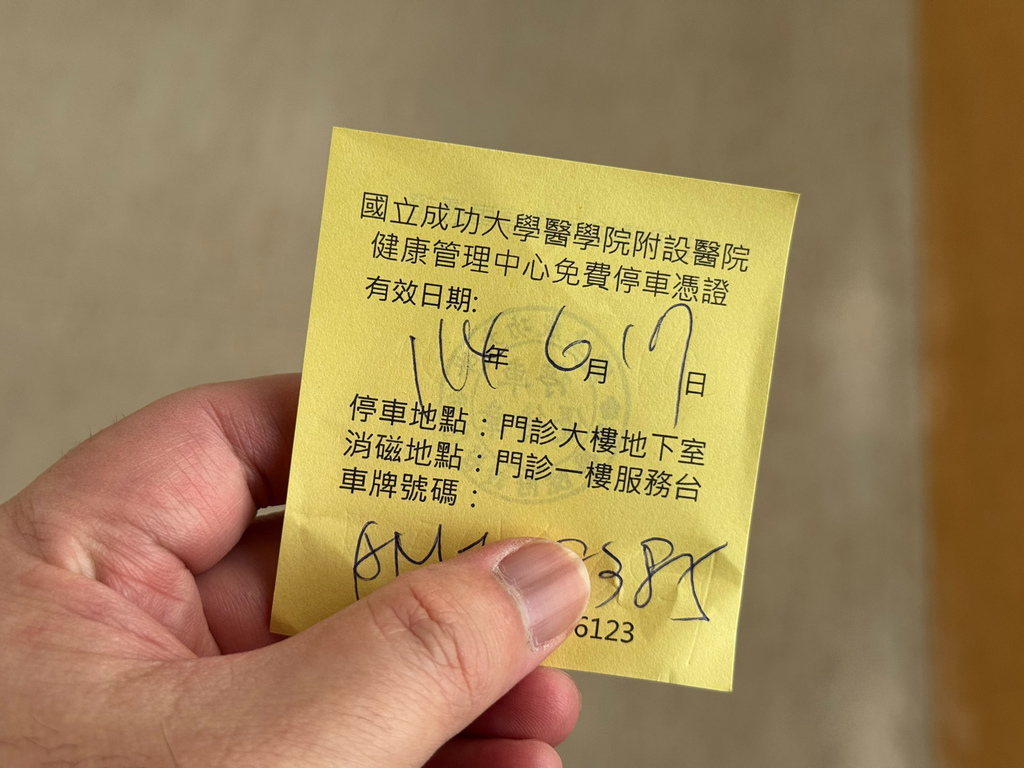 國立成功大學醫學院附設醫院
健康管理中心免費停車憑證
有效日期:
114年 6月 17日
停車地點:門診大樓地下室
消磁地點:門診一樓服務台
車牌號碼:
6123